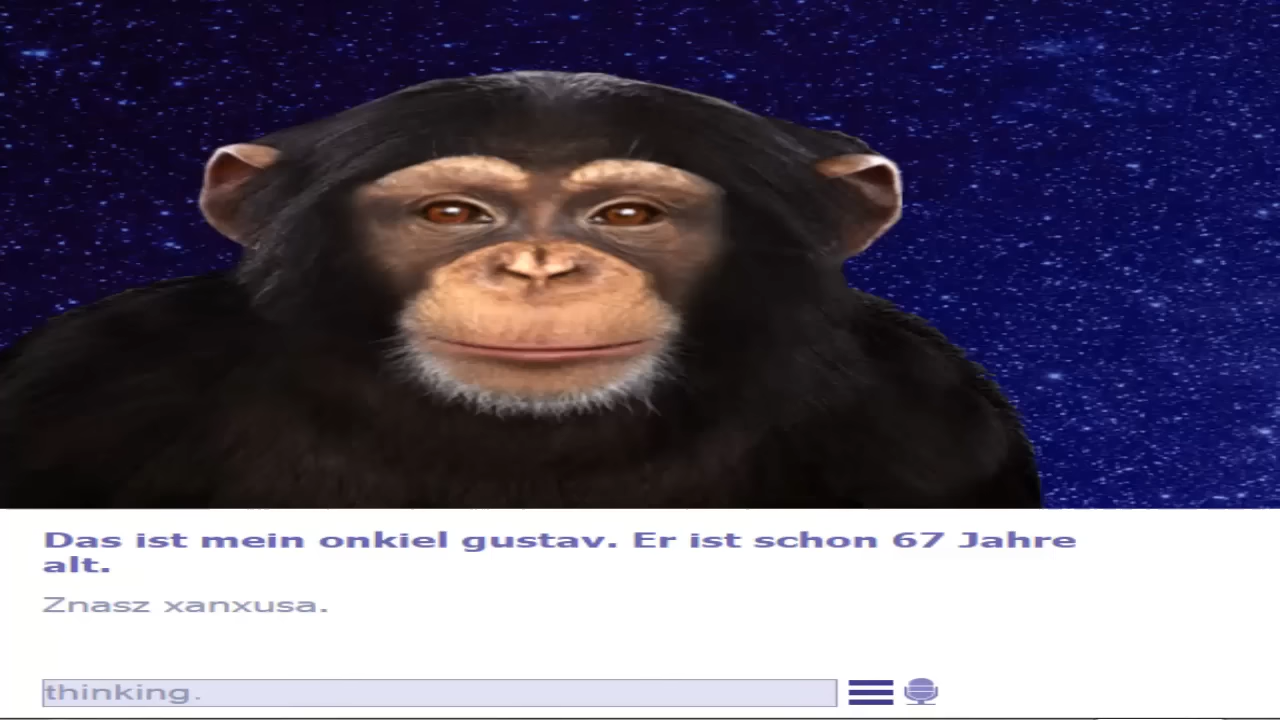 Das ist mein onkiel gustav. Er ist schon 67 Jahre
alt.
Znasz xanxusa.
thinking.